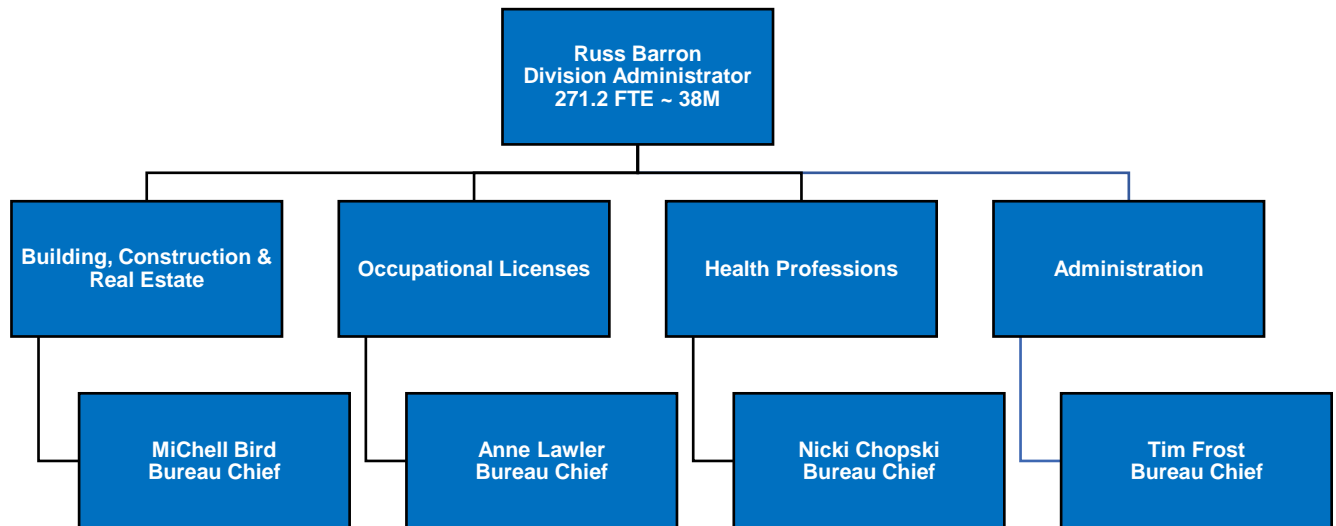 Russ Barron
Division Administrator
271.2 FTE ~ 38M
Building, Construction &
Real Estate
Occupational Licenses
Health Professions
Administration
MiChell Bird
Bureau Chief
Anne Lawler
Bureau Chief
Nicki Chopski
Bureau Chief
Tim Frost
Bureau Chief